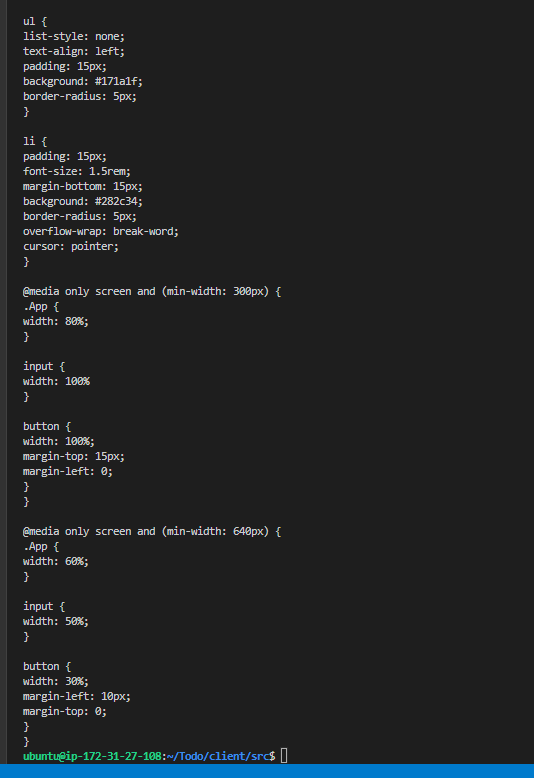 ul {
list-style: none;
text-align: left;
padding: 15px;
background: #171a1f;
border-radius: 5px;
}
li {
padding: 15px;
font-size: 1.5rem;
margin-bottom: 15px;
background: #282c34;
border-radius: 5px;
overflow-wrap: break-word;
cursor: pointer;
}
@media only screen and (min-width: 300px) {
.App {
width: 80%;
}
input {
width: 100%
}
button {
width: 100%;
margin-top: 15px;
margin-left: 0;
}
}
@media only screen and (min-width: 640px) {
.App {
width: 60%;
}
input {
width: 50%;
}
button {
width: 30%;
margin-left: 10px;
margin-top: 0;
}
}
ubuntu@ip-172-31-27-108:~/Todo/client/src$